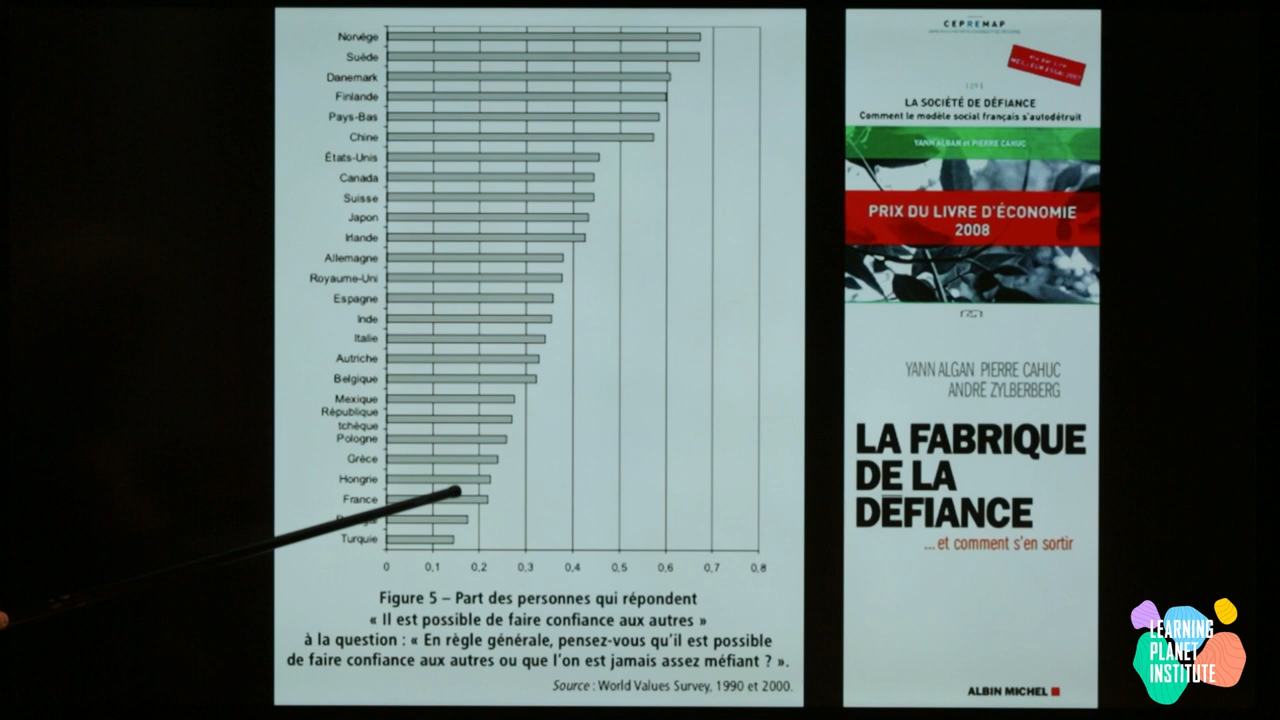 Norvège
Suède
Danemark
Finlande
Pays-Bas
Chine
États-Unis
Canada
Suisse
Japon
Irlande
Allemagne
Royaume-Uni
Espagne
Inde
Italie
Autriche
Belgique
Mexique
République
tchèque
Pologne
Grèce
Hongrie
France
Turquie
0 0,1 0,2 0,3 0,4 0,5 0,6 0,7 0,8
Figure 5 – Part des personnes qui répondent
« Il est possible de faire confiance aux autres »
à la question : « En règle générale, pensez-vous qu'il est possible
de faire confiance aux autres ou que l'on est jamais assez méfiant ? ».
Source : World Values Survey, 1990 et 2000.
CEPREMAP
LA SOCIÉTÉ DE DÉFIANCE
Comment le modèle social français s'autodétruit
YANN ALGAN et PIERRE CAHUC
PRIX DU LIVRE D'ÉCONOMIE
2008
YANN ALGAN PIERRE CAHUC
ANDRÉ ZYLBERBERG
LA FABRIQUE
DE LA
DÉFIANCE
...et comment s'en sortir
ALBIN MICHEL
LEARNING
PLANET
INSTITUTE